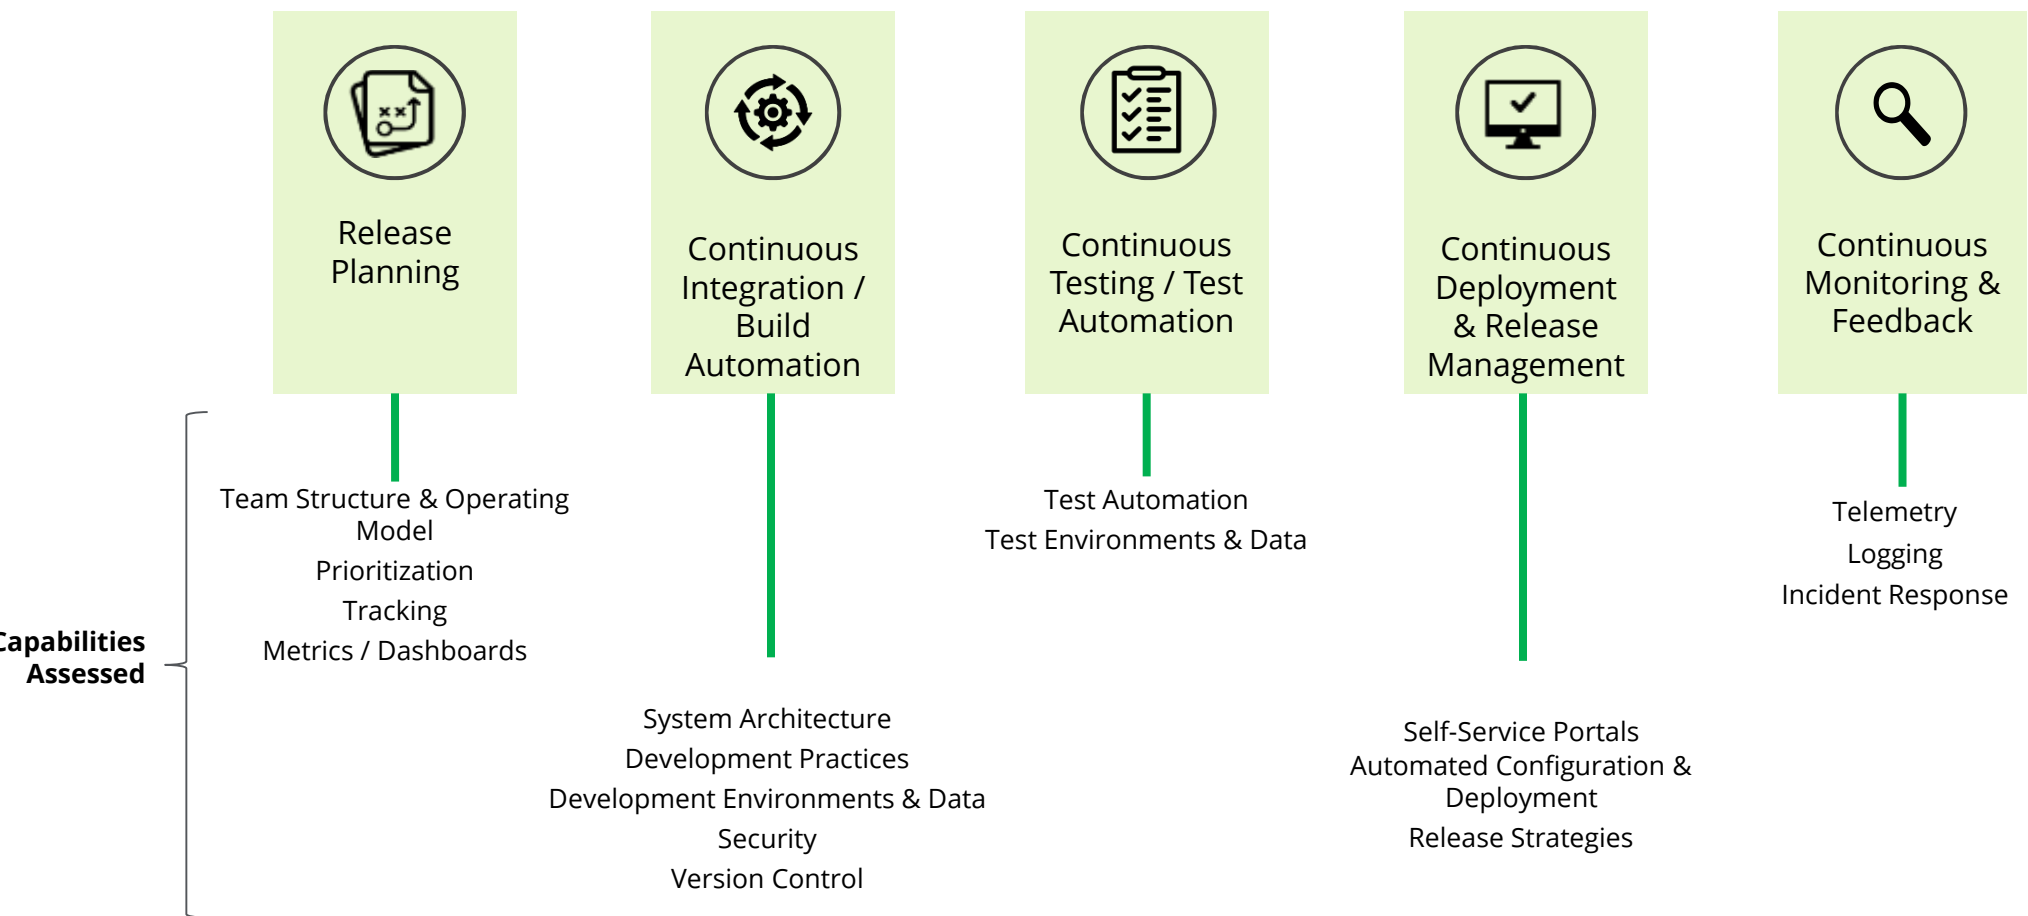 Release
Planning
Continuous
Integration /
Build
Automation
Continuous
Testing / Test
Automation
Continuous
Deployment
& Release
Management
Continuous
Monitoring &
Feedback
Capabilities
Assessed
Team Structure & Operating
Model
Prioritization
Tracking
Metrics / Dashboards
System Architecture
Development Practices
Development Environments & Data
Security
Version Control
Test Automation
Test Environments & Data
Self-Service Portals
Automated Configuration &
Deployment
Release Strategies
Telemetry
Logging
Incident Response